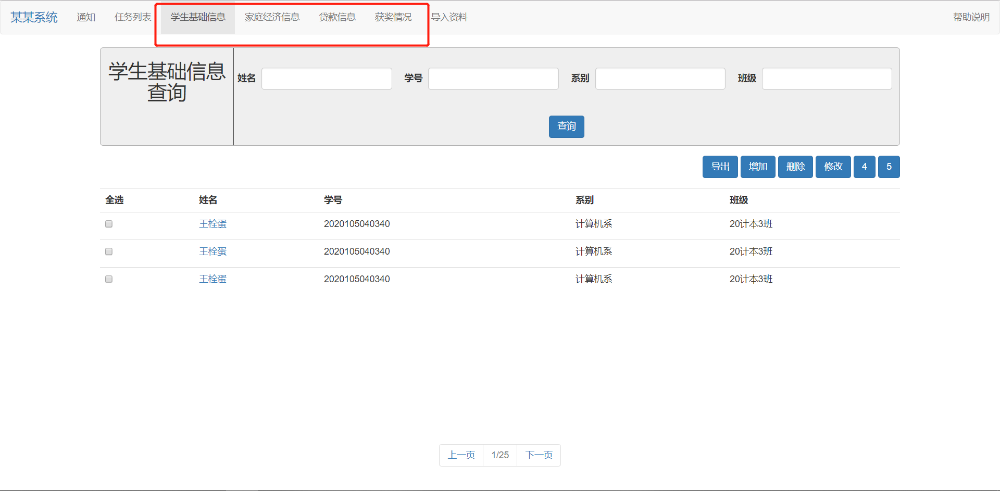 某某系统 通知 任务列表 学生基础信息 家庭经济信息 贷款信息 获奖情况 导入资料 帮助说明
学生基础信息
查询
姓名 学号 系别 班级
查询
导出 增加 删除 修改 4 5
全选 姓名 学号 系别 班级
王栓蛋 2020105040340 计算机系 20计本3班
王栓蛋 2020105040340 计算机系 20计本3班
王栓蛋 2020105040340 计算机系 20计本3班
上一页 1/25 下一页